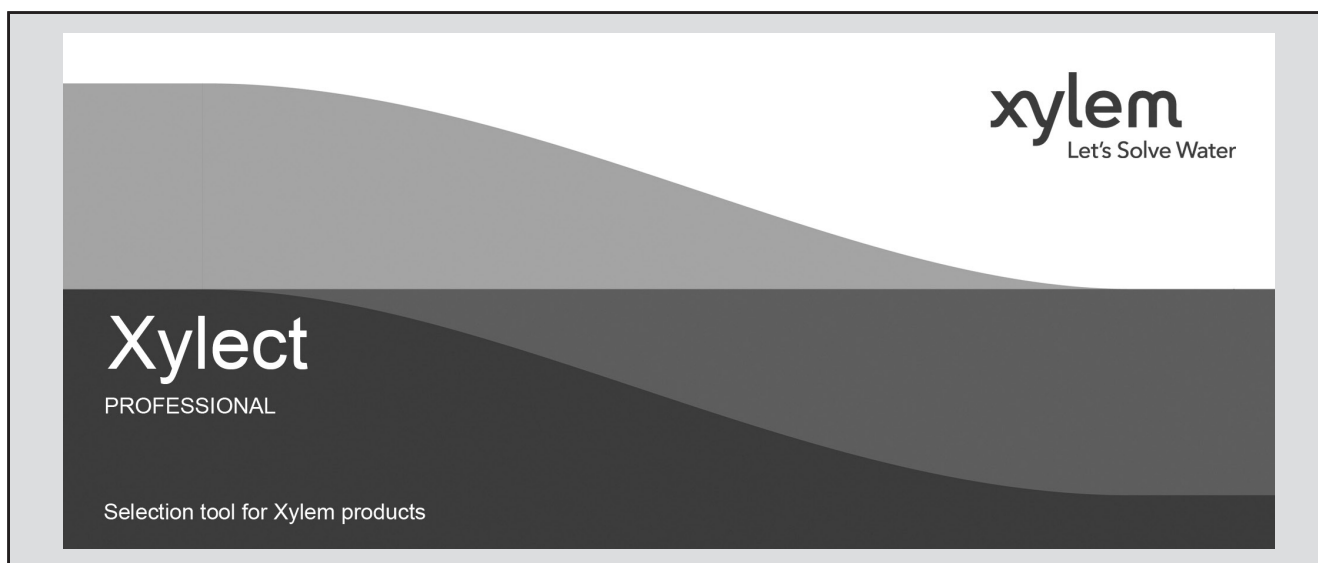 xylem
Let's Solve Water
Xylect
PROFESSIONAL
Selection tool for Xylem products